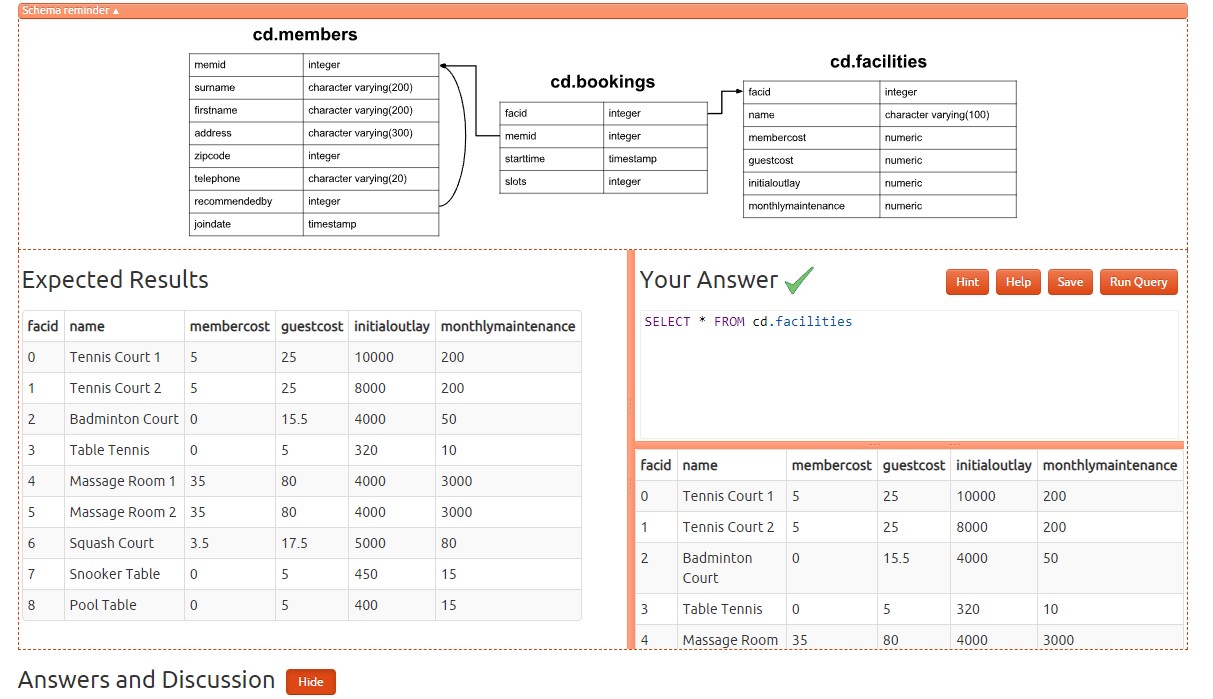 Schema reminder ▲
cd.members
memid integer
surname character varying(200)
firstname character varying(200)
address character varying(300)
zipcode integer
telephone character varying(20)
recommendedby integer
joindate timestamp
cd.bookings
facid integer
memid integer
starttime timestamp
slots integer
cd.facilities
facid integer
name character varying(100)
membercost numeric
guestcost numeric
initialoutlay numeric
monthlymaintenance numeric
Expected Results
facid name membercost guestcost initialoutlay monthlymaintenance
0 Tennis Court 1 5 25 10000 200
1 Tennis Court 2 5 25 8000 200
2 Badminton Court 0 15.5 4000 50
3 Table Tennis 0 5 320 10
4 Massage Room 1 35 80 4000 3000
5 Massage Room 2 35 80 4000 3000
6 Squash Court 3.5 17.5 5000 80
7 Snooker Table 0 5 450 15
8 Pool Table 0 5 400 15
Your Answer
Hint Help Save Run Query
SELECT * FROM cd.facilities
facid name membercost guestcost initialoutlay monthlymaintenance
0 Tennis Court 1 5 25 10000 200
1 Tennis Court 2 5 25 8000 200
2 Badminton 0 15.5 4000 50
Court
3 Table Tennis 0 5 320 10
4 Massage Room 35 80 4000 3000
Answers and Discussion Hide